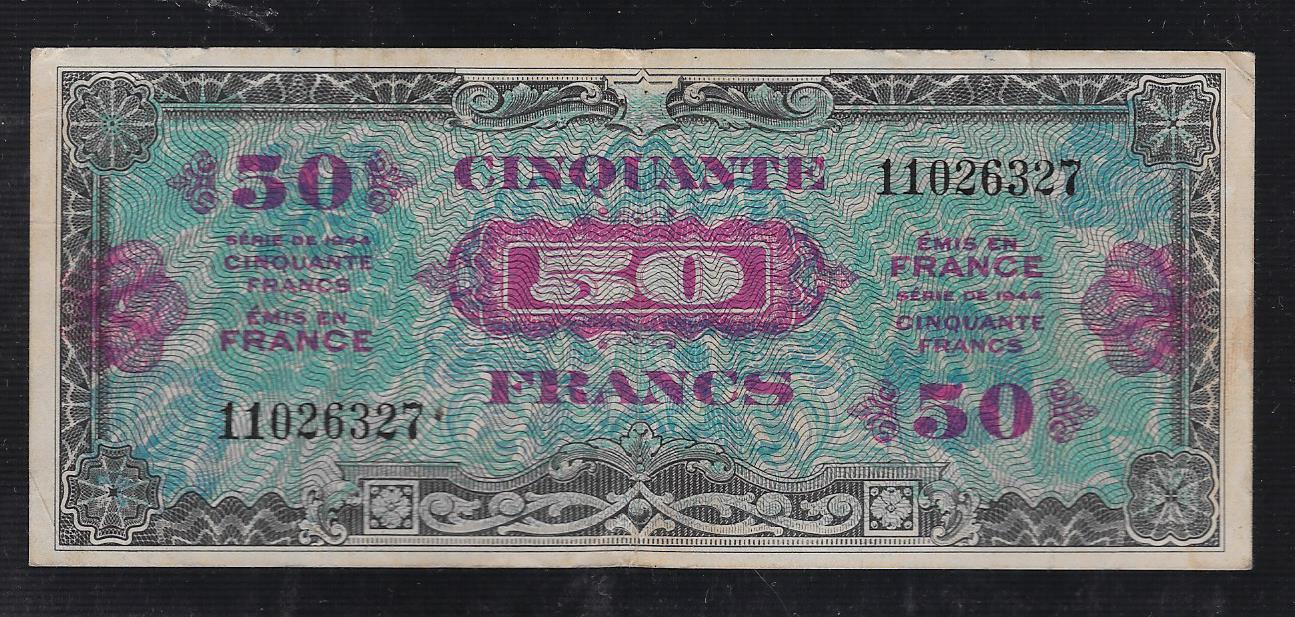 50
SÉRIE DE 1944
CINQUANTE
FRANCS
ÉMIS EN
FRANCE
11026327
CINQUANTE
50
FRANCS
11026327
ÉMIS EN
FRANCE
SÉRIE DE 1944
CINQUANTE
FRANCS
50